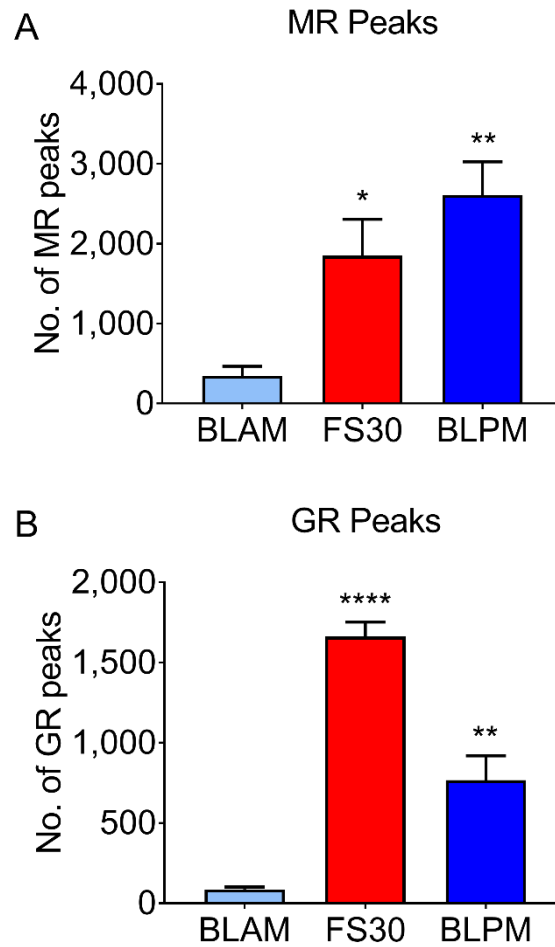 A
MR Peaks
No. of MR peaks
4,000
3,000
2,000
1,000
0
*
**
BLAM FS30 BLPM
B
GR Peaks
No. of GR peaks
2,000
1,500
1,000
500
0
****
**
BLAM FS30 BLPM